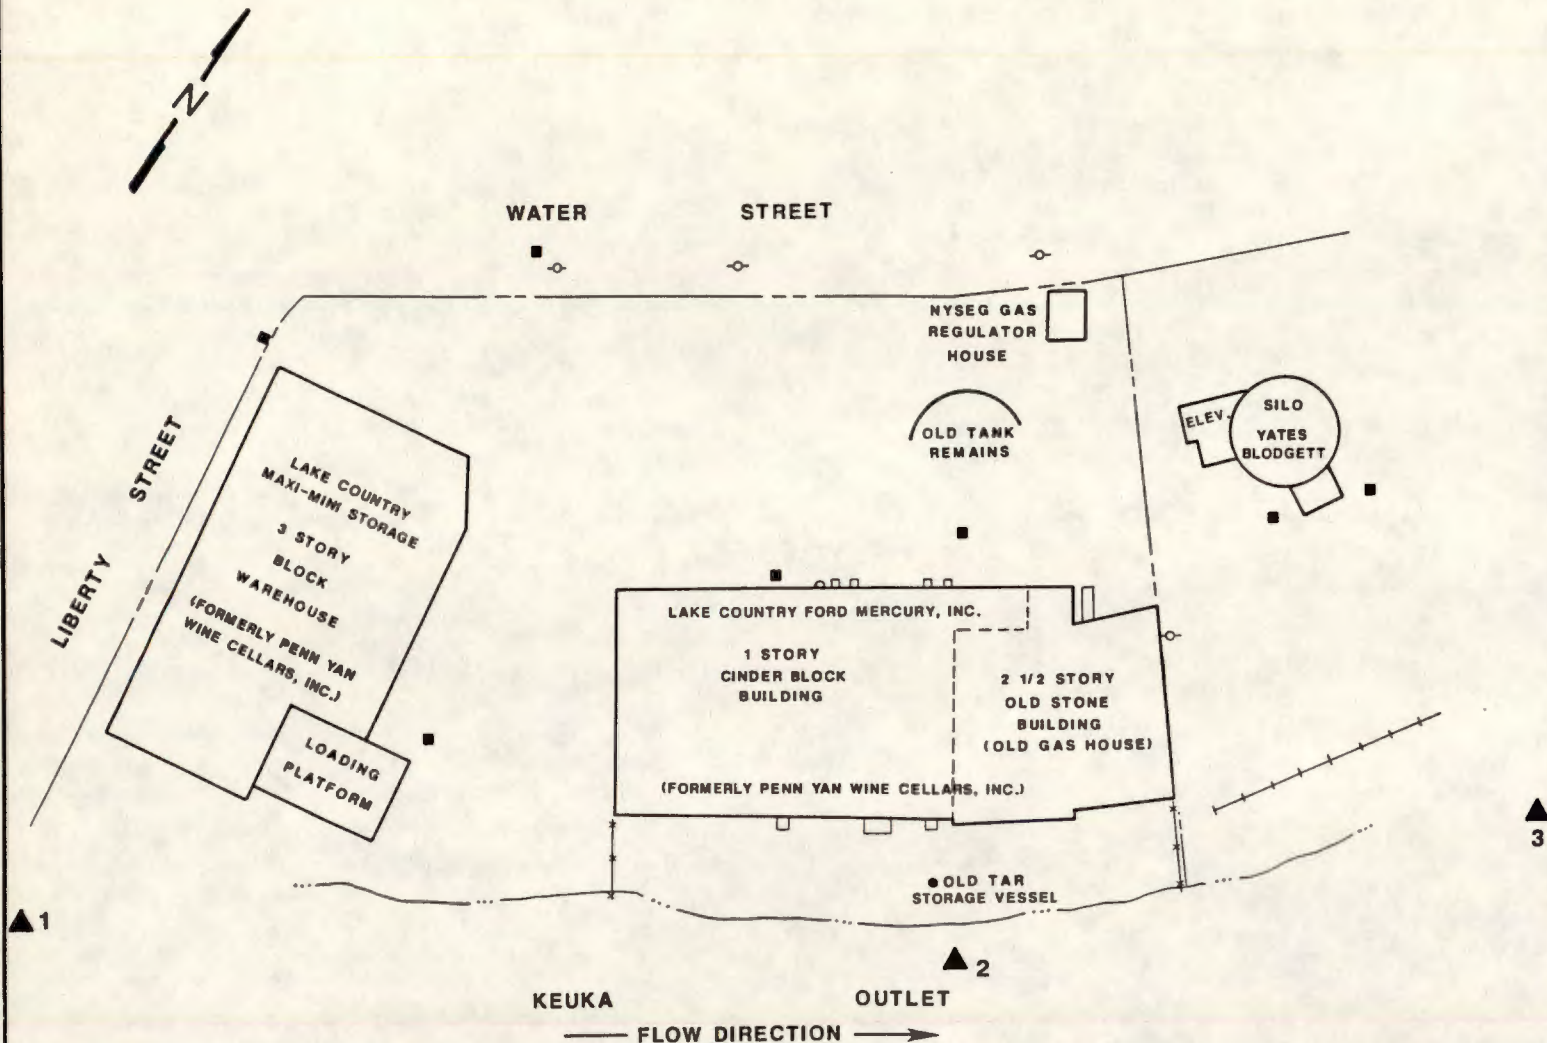 N
WATER STREET
NYSEG GAS
REGULATOR
HOUSE
OLD TANK
REMAINS
ELEV.
SILO
YATES
BLODGETT
LIBERTY STREET
LAKE COUNTRY
MAXI-MINI STORAGE
3 STORY
BLOCK
WAREHOUSE
(FORMERLY PENN YAN
WINE CELLARS, INC.)
LOADING
PLATFORM
LAKE COUNTRY FORD MERCURY, INC.
1 STORY
CINDER BLOCK
BUILDING
(FORMERLY PENN YAN WINE CELLARS, INC.)
2 1/2 STORY
OLD STONE
BUILDING
(OLD GAS HOUSE)
OLD TAR
STORAGE VESSEL
1
2
3
KEUKA OUTLET
FLOW DIRECTION